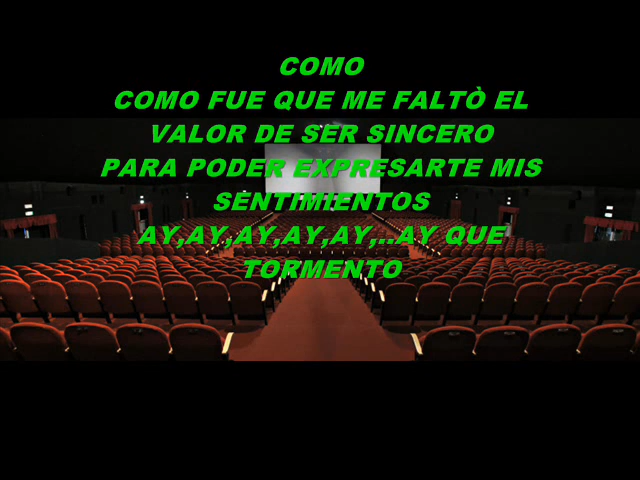 COMO
COMO FUE QUE ME FALTÒ EL
VALOR DE SER SINCERO
PARA PODER EXPRESARTE MIS
SENTIMIENTOS
AY,AY,AY,AY,AY,..AY QUE
TORMENTO